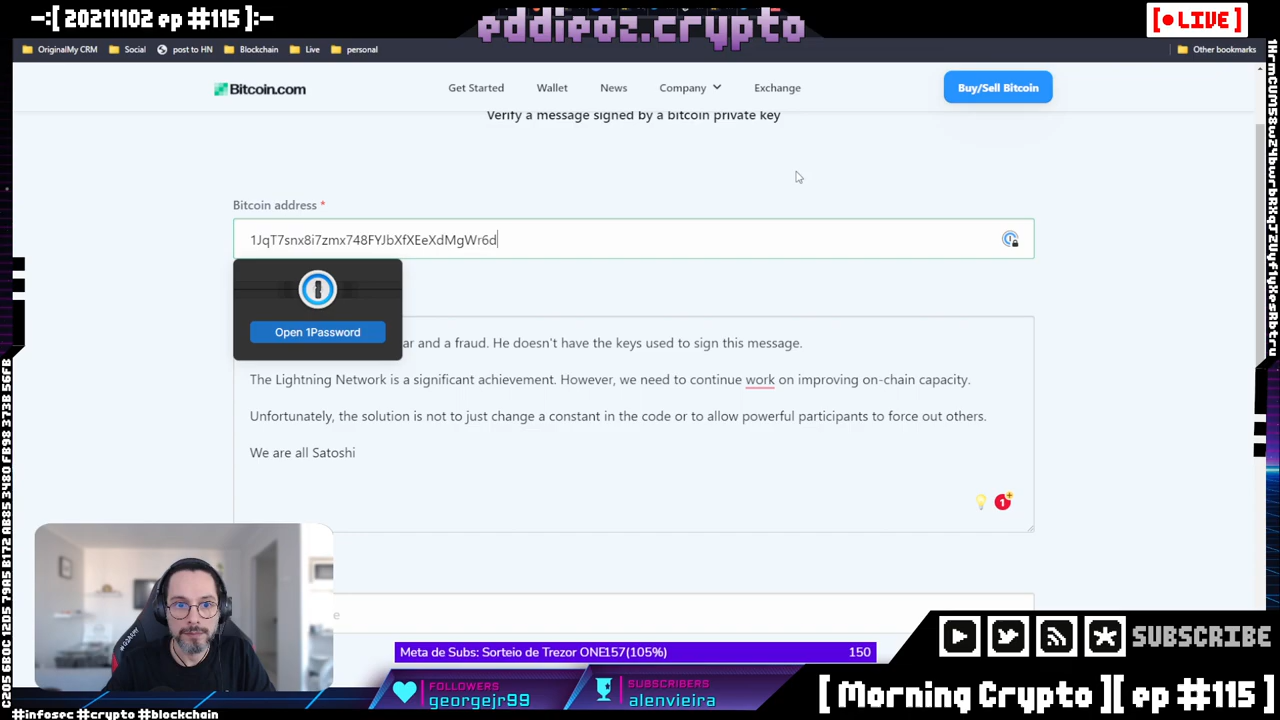 -:[ 20211102 ep #115 ]:-
eddieoz.crypto
[●LIVE]
OriginalMy CRM
Social
post to HN
Blockchain
Live
personal
Other bookmarks
Bitcoin.com
Get Started
Wallet
News
Company
Exchange
Buy/Sell Bitcoin
Verify a message signed by a bitcoin private key
Bitcoin address *
1JqT7snx8i7zmx748FYJbXfXEeXdMgWr6d
Open 1Password
ar and a fraud. He doesn't have the keys used to sign this message.
The Lightning Network is a significant achievement. However, we need to continue work on improving on-chain capacity.
Unfortunately, the solution is not to just change a constant in the code or to allow powerful participants to force out others.
We are all Satoshi
1
e
Meta de Subs: Sorteio de Trezor ONE157(105%)
150
FOLLOWERS
georgejr99
SUBSCRIBERS
alenvieira
SUBSCRIBE
[ Morning Crypto ][ ep #115 ]
#infosec #crypto #blockchain